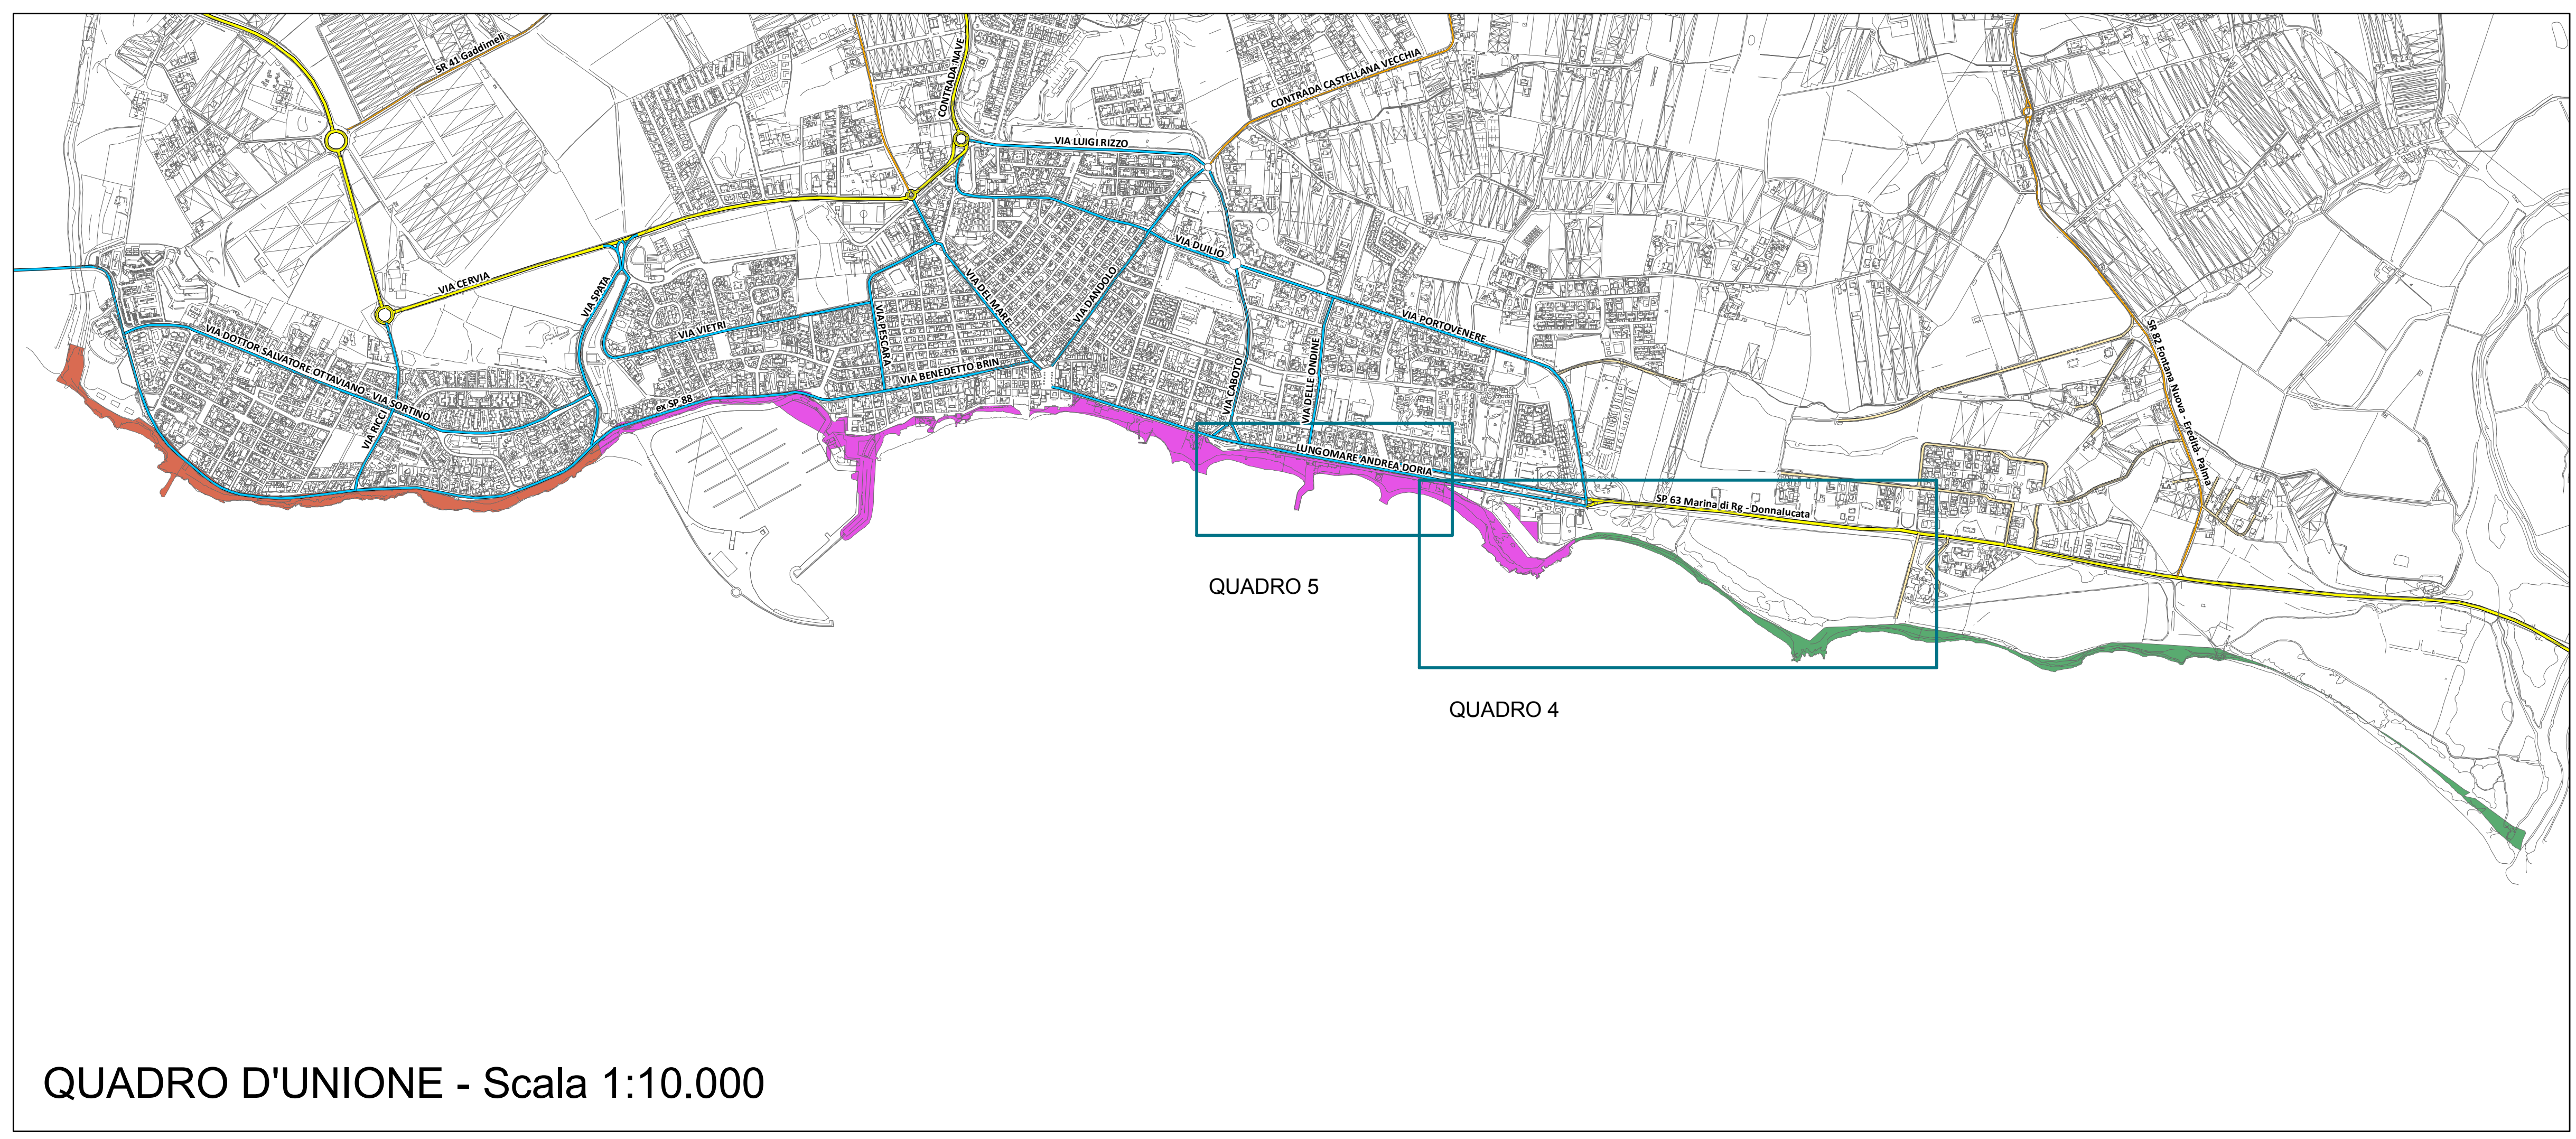 SR 41 Gaddimeli
CONTRADA NAVE
CONTRADA CASTELLANA VECCHIA
VIA LUIGI RIZZO
VIA DUILIO
VIA CERVIA
VIA SPATA
VIA DEL MARE
VIA DANDOLO
VIA VIETRI
VIA PESCARA
VIA PORTOVENERE
VIA DOTTOR SALVATORE OTTAVIANO - VIA SORTINO
VIA BENEDETTO BRIN
VIA CABOTO
VIA DELLE ONDINE
SR 82 Fontana Nuova - Eredità- Palma
ex SP 88
VIA RICCI
LUNGOMARE ANDREA DORIA
SP 63 Marina di Rg - Donnalucata
QUADRO 5
QUADRO 4
QUADRO D'UNIONE - Scala 1:10.000